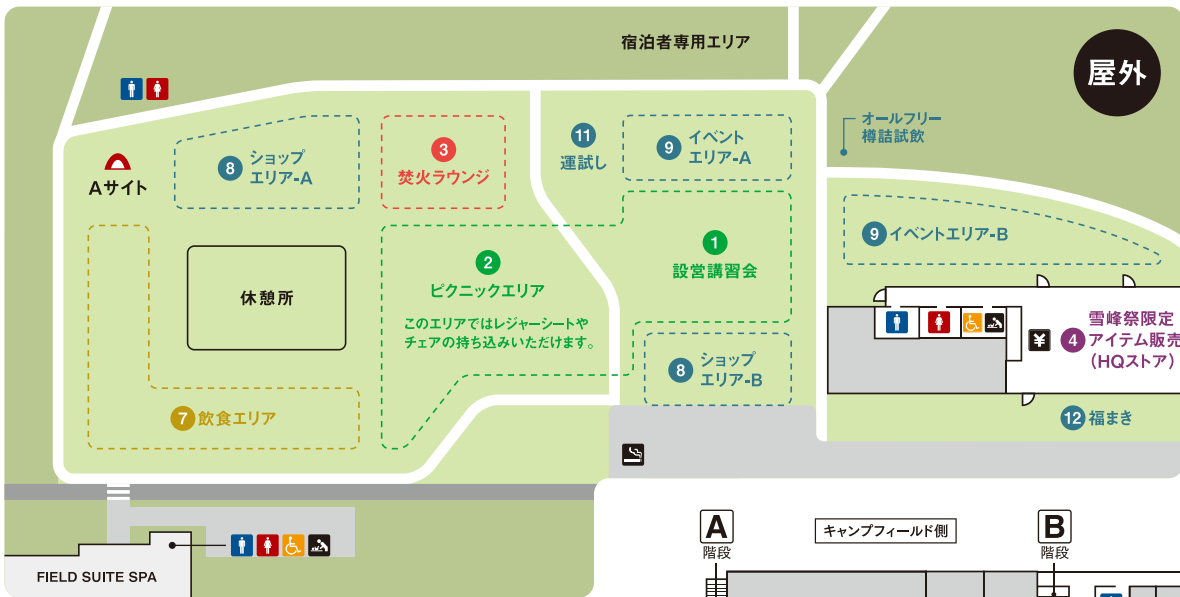 宿泊者専用エリア
屋外
オールフリー
樽詰試飲
Aサイト
8 ショップ
エリア-A
3
焚火ラウンジ
11
運試し
9 イベント
エリア-A
9 イベントエリア-B
1
設営講習会
2
ピクニックエリア
このエリアではレジャーシートや
チェアの持ち込みいただけます。
休憩所
8 ショップ
エリア-B
¥
4 雪峰祭限定
アイテム販売
(HQストア)
7 飲食エリア
12 福まき
FIELD SUITE SPA
A
階段
キャンプフィールド側
B
階段